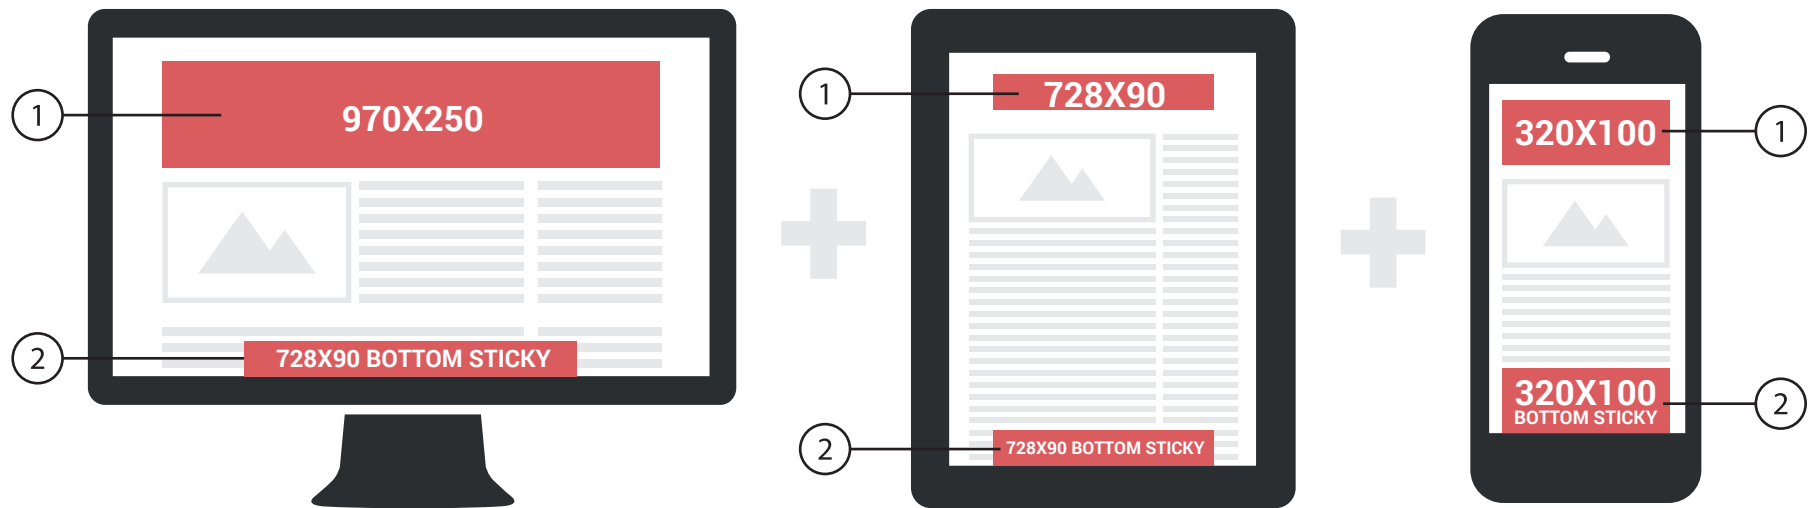 1
970X250
2
728X90 BOTTOM STICKY
1
728X90
2
728X90 BOTTOM STICKY
320X100
1
320X100
BOTTOM STICKY
2